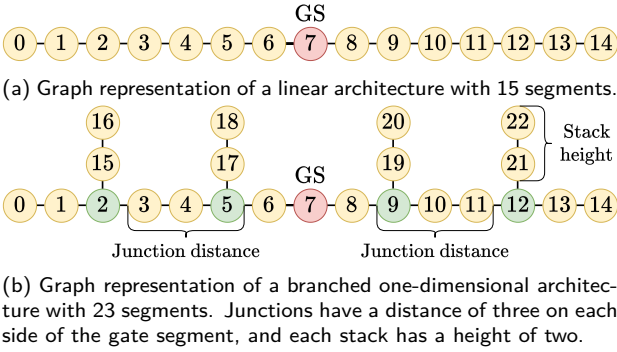 GS
0 1 2 3 4 5 6 7 8 9 10 11 12 13 14
(a) Graph representation of a linear architecture with 15 segments.
16 18 20 22
Stack
height
15 17 19 21
GS
0 1 2 3 4 5 6 7 8 9 10 11 12 13 14
Junction distance Junction distance
(b) Graph representation of a branched one-dimensional architec-
ture with 23 segments. Junctions have a distance of three on each
side of the gate segment, and each stack has a height of two.